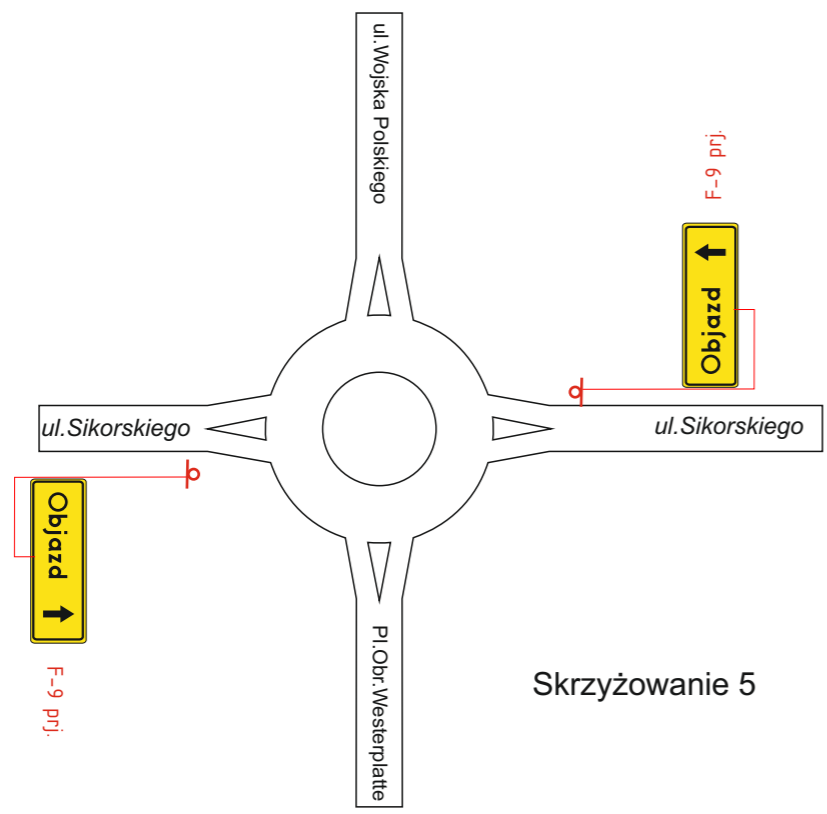 ul.Wojska Polskiego
F-9 prj.
Objazd
ul.Sikorskiego
ul.Sikorskiego
Objazd
F-9 prj.
Pl.Obr.Westerplatte
Skrzyżowanie 5